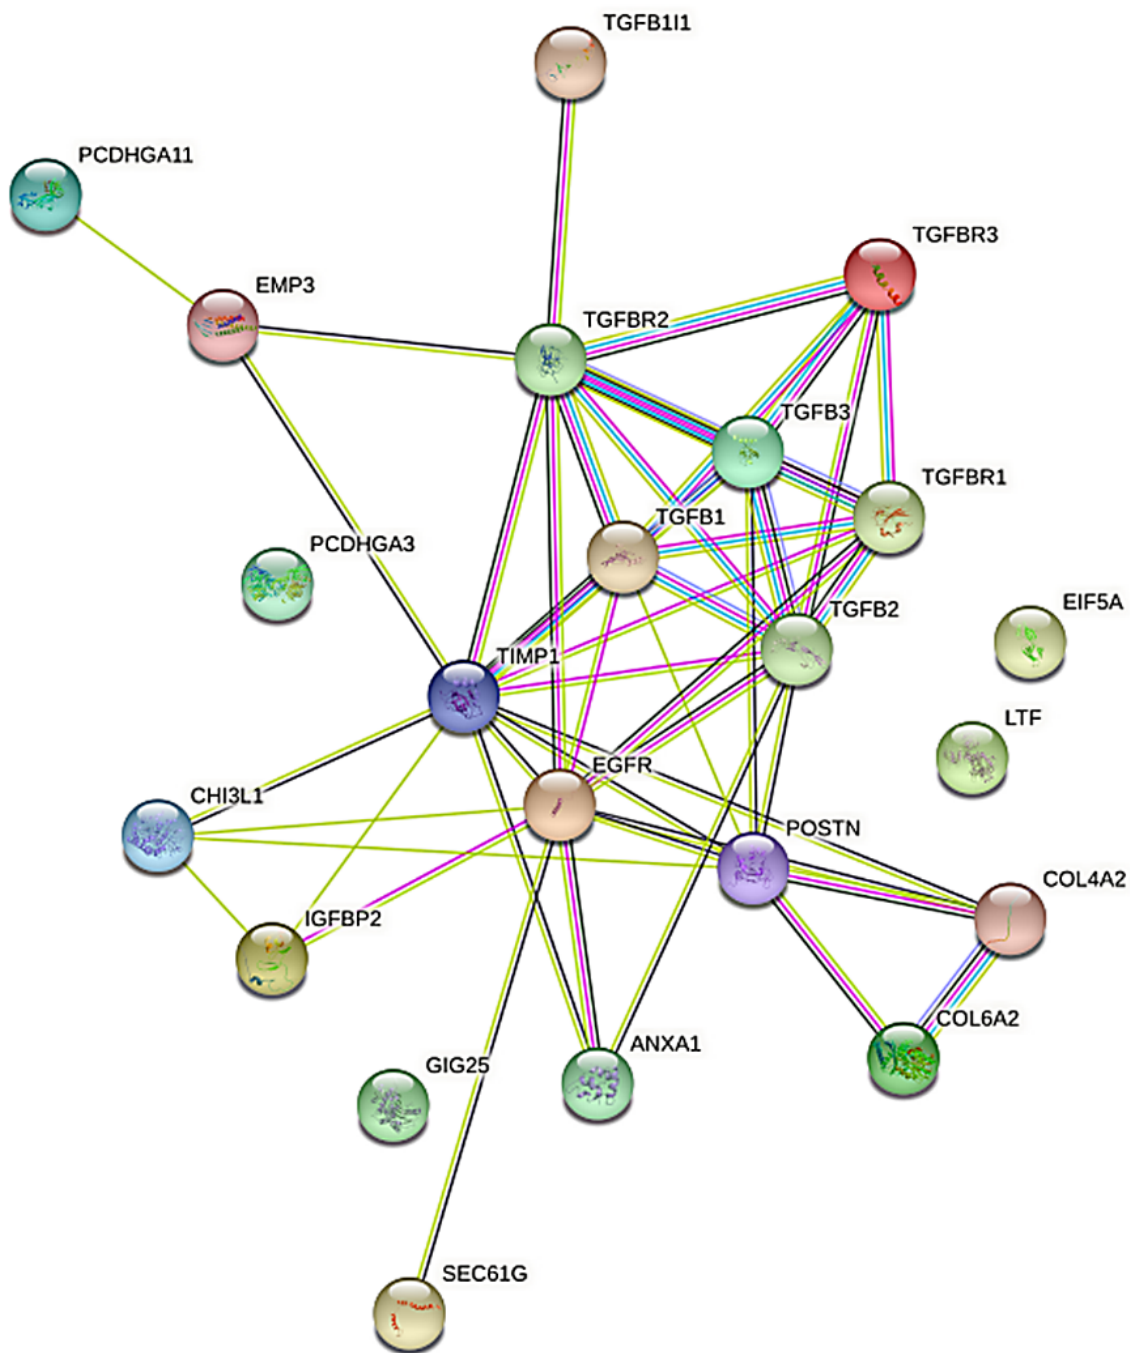 TGFB1I1
PCDHGA11
TGFBR3
EMP3
TGFBR2
TGFB3
TGFBR1
TGFB1
PCDHGA3
EIF5A
TGFB2
TIMP1
LTF
EGFR
CHI3L1
POSTN
COL4A2
IGFBP2
COL6A2
ANXA1
GIG25
SEC61G